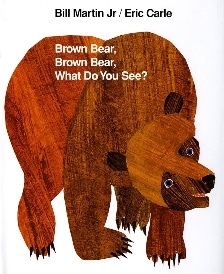 Bill Martin Jr / Eric Carle
Brown Bear,
Brown Bear,
What Do You See?